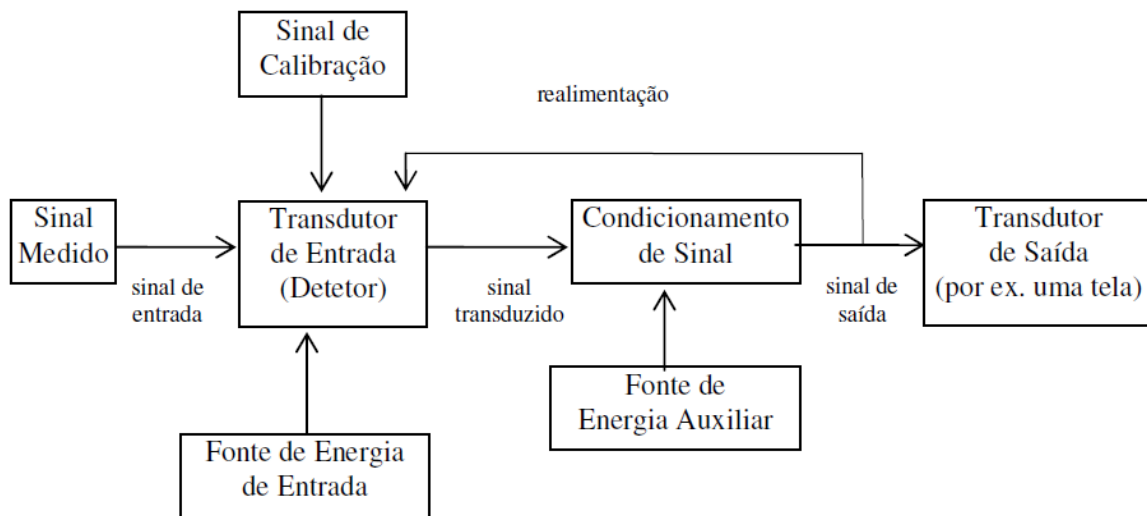 Sinal de
Calibração
realimentação
Sinal
Medido
sinal de
entrada
Transdutor
de Entrada
(Detetor)
sinal
transduzido
Condicionamento
de Sinal
sinal de
saída
Transdutor
de Saída
(por ex. uma tela)
Fonte de Energia
de Entrada
Fonte de
Energia Auxiliar